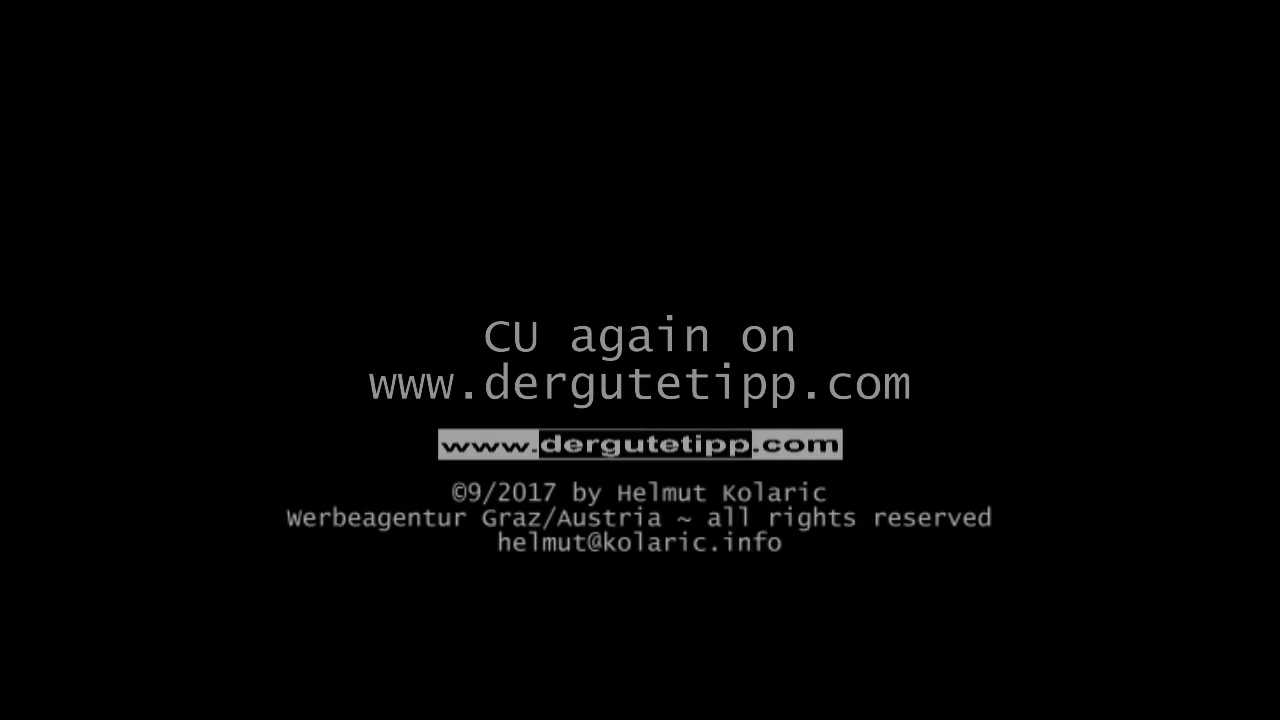 CU again on
www.dergutetipp.com
www.dergutetipp.com
©9/2017 by Helmut Kolaric
Werbeagentur Graz/Austria ~ all rights reserved
helmut@kolaric.info